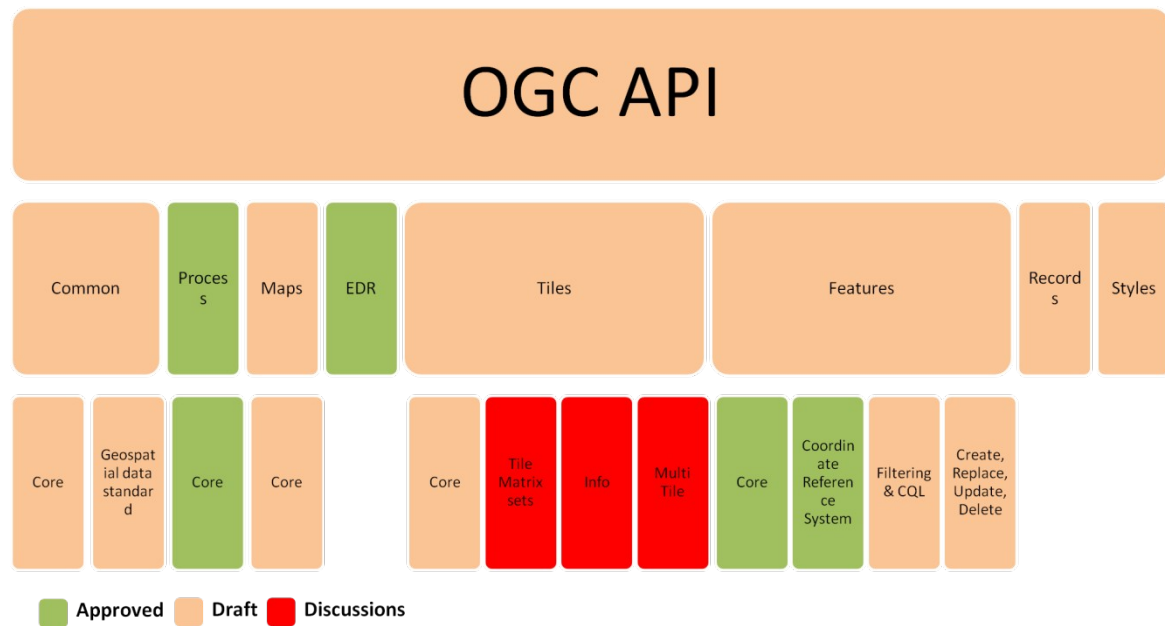 OGC API
Common
Proces
s
Maps
EDR
Tiles
Features
Record
s
Styles
Core
Geospat
ial data
standar
d
Core
Core
Core
Tile
Matrix
sets
Info
Multi
Tile
Core
Coordin
ate
Referen
ce
System
Filtering
& CQL
Create,
Replace,
Update,
Delete
Approved
Draft
Discussions